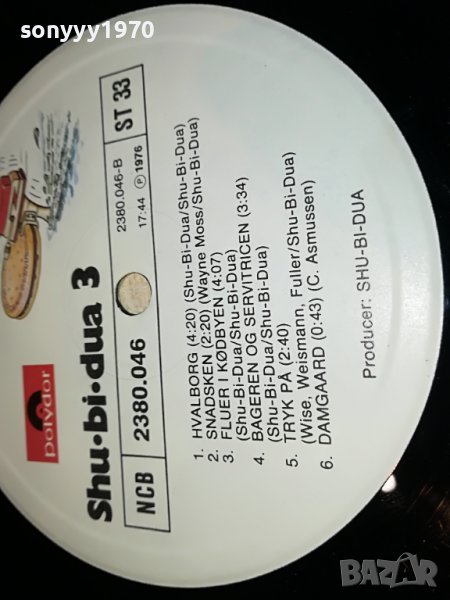 sonyyy1970
polydor
Shu·bi·dua 3
NCB
2380.046
2380.046-B
17:44 Ⓟ 1976
ST 33
1. HVALBORG (4:20) (Shu-Bi-Dua/Shu-Bi-Dua)
2. SNADSKEN (2:20) (Wayne Moss/Shu-Bi-Dua)
3. FLUER I KØDBYEN (4:07)
(Shu-Bi-Dua/Shu-Bi-Dua)
4. BAGEREN OG SERVITRICEN (3:34)
(Shu-Bi-Dua/Shu-Bi-Dua)
5. TRYK PÅ (2:40)
(Wise, Weismann, Fuller/Shu-Bi-Dua)
6. DAMGAARD (0:43) (C. Asmussen)
Producer: SHU-BI-DUA
BAZAR